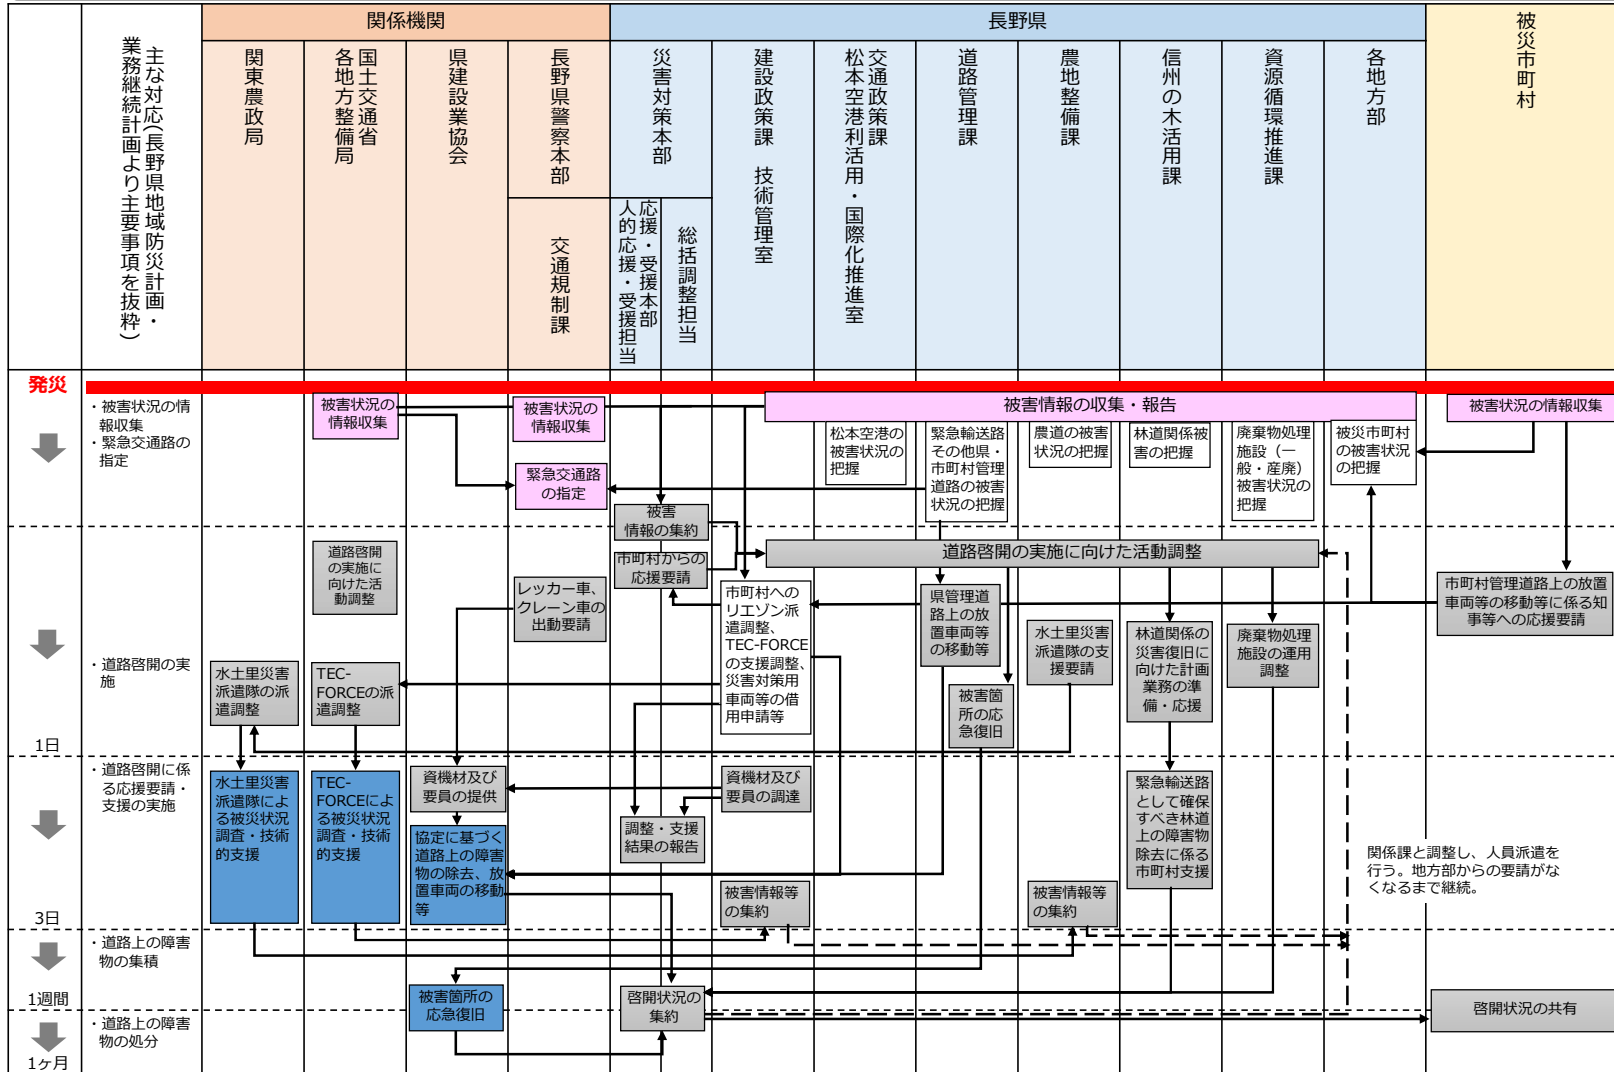 関係機関
長野県
被災市町村
主な対応(長野県地域防災計画・
業務継続計画より主要事項を抜粋)
関東農政局
国土交通省
各地方整備局
県建設業協会
長野県警察本部
交通規制課
災害対策本部
応援・受援本部
人的応援・受援担当
総括調整担当
建設政策課 技術管理室
交通政策課
松本空港利活用・国際化推進室
道路管理課
農地整備課
信州の木活用課
資源循環推進課
各地方部
発災
・被害状況の情
報収集
・緊急交通路の
指定
被害状況の
情報収集
被害状況の
情報収集
被害情報の収集・報告
被害状況の情報収集
松本空港の
被害状況の
把握
緊急輸送路
その他県・
市町村管理
道路の被害
状況の把握
農道の被害
状況の把握
林道関係被
害の把握
廃棄物処理
施設（一
般・産廃）
被害状況の
把握
被災市町村
の被害状況
の把握
緊急交通路
の指定
被害
情報の集約
道路啓開
の実施に
向けた活
動調整
市町村からの
応援要請
道路啓開の実施に向けた活動調整
レッカー車、
クレーン車の
出動要請
市町村への
リエゾン派
遣調整、
TEC-FORCE
の支援調整、
災害対策用
車両等の借
用申請等
県管理道
路上の放
置車両等
の移動等
水土里災害
派遣隊の支
援要請
林道関係の
災害復旧に
向けた計画
業務の準
備・応援
廃棄物処理
施設の運用
調整
市町村管理道路上の放置
車両等の移動等に係る知
事等への応援要請
・道路啓開の実
施
水土里災害
派遣隊の派
遣調整
TEC-
FORCEの派
遣調整
被害箇
所の応
急復旧
1日
・道路啓開に係
る応援要請・
支援の実施
水土里災害
派遣隊によ
る被災状況
調査・技術
的支援
TEC-
FORCEによ
る被災状況
調査・技術
的支援
資機材及び
要員の提供
協定に基づく
道路上の障害
物の除去、放
置車両の移動
等
調整・支援
結果の報告
資機材及び
要員の調達
被害情報等
の集約
被害情報等
の集約
緊急輸送路
として確保
すべき林道
上の障害物
除去に係る
市町村支援
関係課と調整し、人員派遣を
行う。地方部からの要請がな
くなるまで継続。
3日
・道路上の障害
物の集積
1週間
被害箇所の
応急復旧
啓開状況の
集約
啓開状況の共有
・道路上の障害
物の処分
1ヶ月